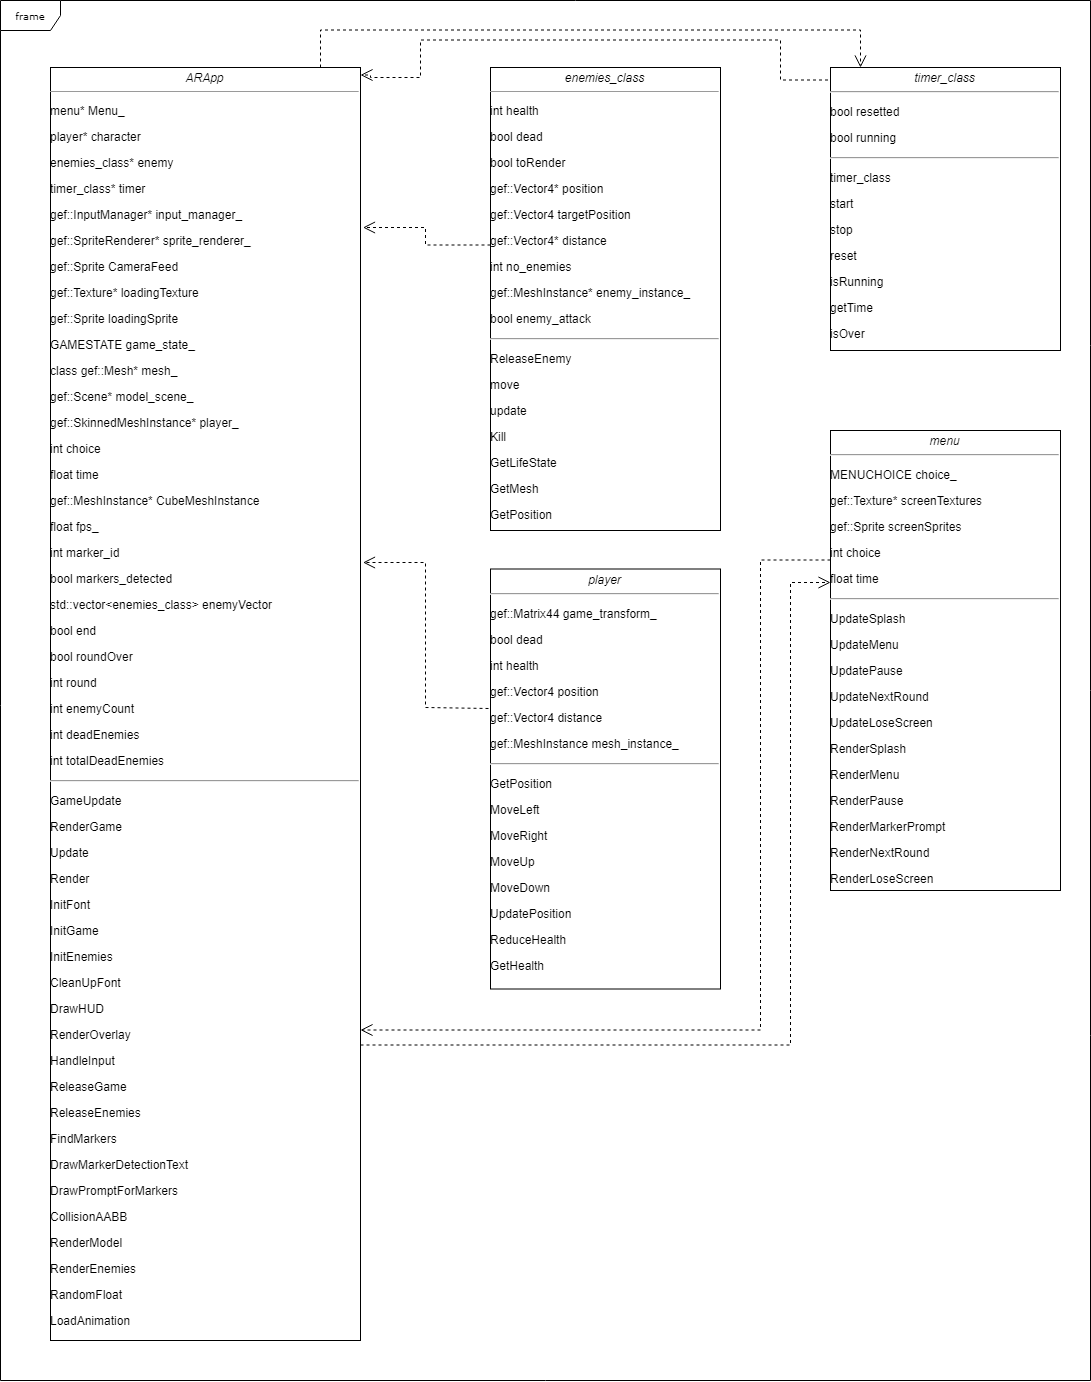 frame
ARApp
menu* Menu_
player* character
enemies_class* enemy
timer_class* timer
gef::InputManager* input_manager_
gef::SpriteRenderer* sprite_renderer_
gef::Sprite CameraFeed
gef::Texture* loadingTexture
gef::Sprite loadingSprite
GAMESTATE game_state_
class gef::Mesh* mesh_
gef::Scene* model_scene_
gef::SkinnedMeshInstance* player_
int choice
float time
gef::MeshInstance* CubeMeshInstance
float fps_
int marker_id
bool markers_detected
std::vector<enemies_class> enemyVector
bool end
bool roundOver
int round
int enemyCount
int deadEnemies
int totalDeadEnemies
GameUpdate
RenderGame
Update
Render
InitFont
InitGame
InitEnemies
CleanUpFont
DrawHUD
RenderOverlay
HandleInput
ReleaseGame
ReleaseEnemies
FindMarkers
DrawMarkerDetectionText
DrawPromptForMarkers
CollisionAABB
RenderModel
RenderEnemies
RandomFloat
LoadAnimation
enemies_class
int health
bool dead
bool toRender
gef::Vector4* position
gef::Vector4 targetPosition
gef::Vector4* distance
int no_enemies
gef::MeshInstance* enemy_instance_
bool enemy_attack
ReleaseEnemy
move
update
Kill
GetLifeState
GetMesh
GetPosition
player
gef::Matrix44 game_transform_
bool dead
int health
gef::Vector4 position
gef::Vector4 distance
gef::MeshInstance mesh_instance_
GetPosition
MoveLeft
MoveRight
MoveUp
MoveDown
UpdatePosition
ReduceHealth
GetHealth
timer_class
bool resetted
bool running
timer_class
start
stop
reset
isRunning
getTime
isOver
menu
MENUCHOICE choice_
gef::Texture* screenTextures
gef::Sprite screenSprites
int choice
float time
UpdateSplash
UpdateMenu
UpdatePause
UpdateNextRound
UpdateLoseScreen
RenderSplash
RenderMenu
RenderPause
RenderMarkerPrompt
RenderNextRound
RenderLoseScreen